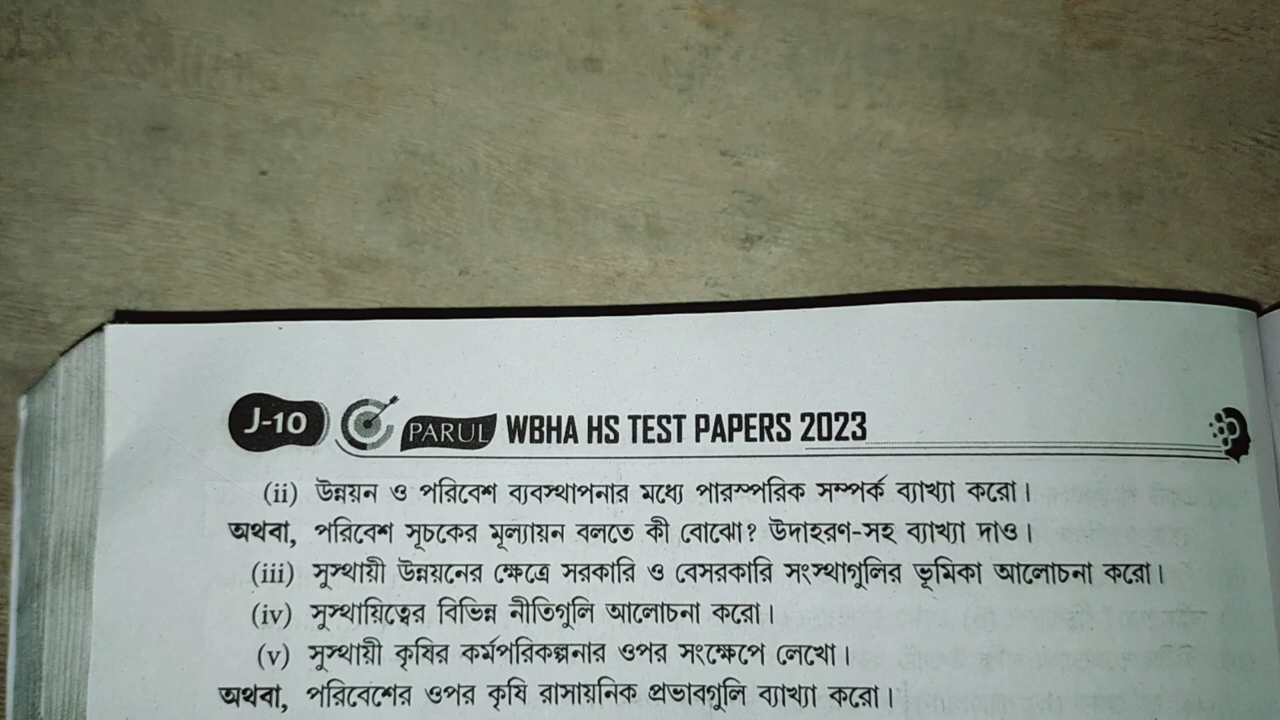 J-10 PARUL WBHA HS TEST PAPERS 2023
(ii) উন্নয়ন ও পরিবেশ ব্যবস্থাপনার মধ্যে পারস্পরিক সম্পর্ক ব্যাখ্যা করো।
অথবা, পরিবেশ সূচকের মূল্যায়ন বলতে কী বোঝো? উদাহরণ-সহ ব্যাখ্যা দাও।
(iii) সুস্থায়ী উন্নয়নের ক্ষেত্রে সরকারি ও বেসরকারি সংস্থাগুলির ভূমিকা আলোচনা করো।
(iv) সুস্থায়িত্বের বিভিন্ন নীতিগুলি আলোচনা করো।
(v) সুস্থায়ী কৃষির কর্মপরিকল্পনার ওপর সংক্ষেপে লেখো।
অথবা, পরিবেশের ওপর কৃষি রাসায়নিক প্রভাবগুলি ব্যাখ্যা করো।